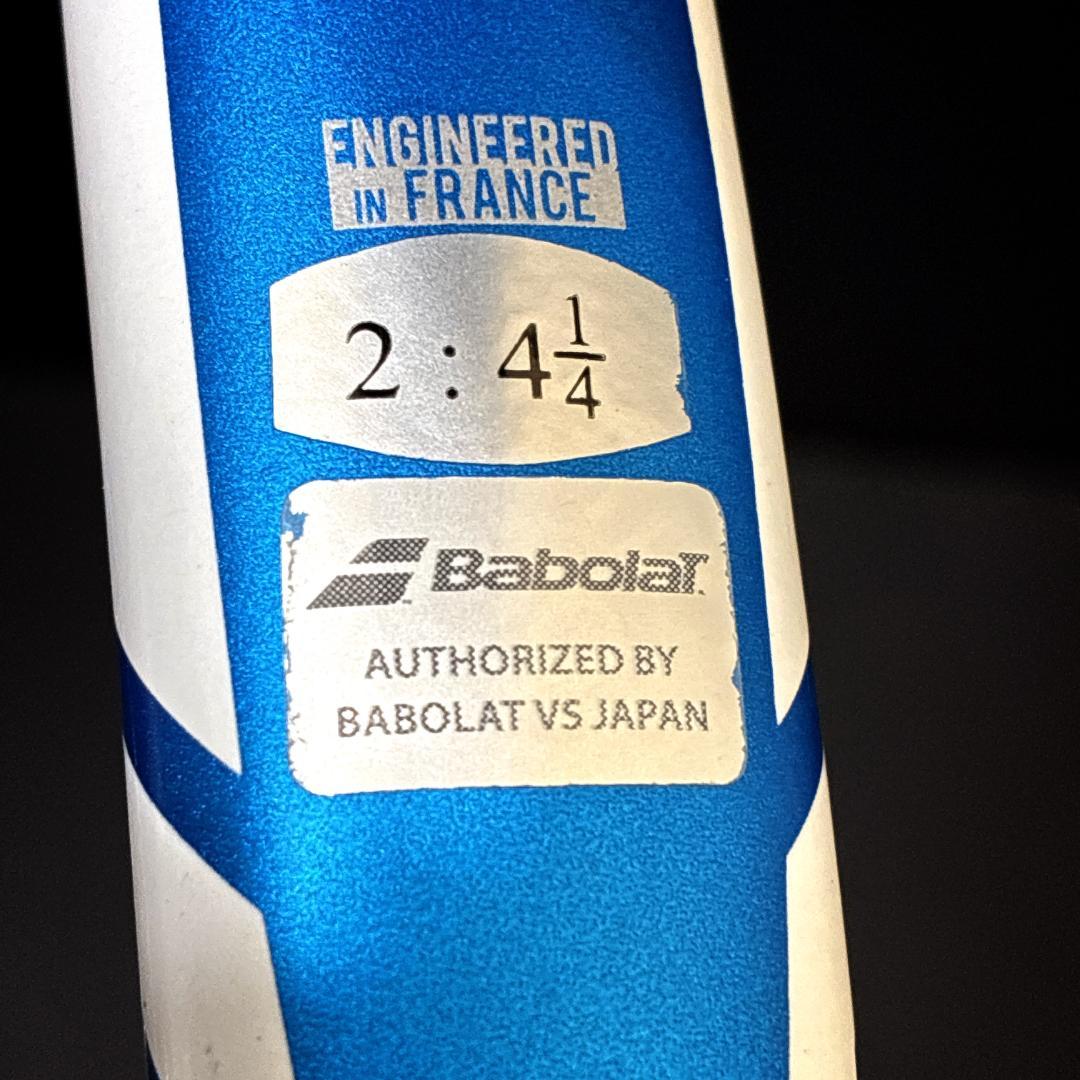 ENGINEERED
IN FRANCE
2 : 4 1/4
Babolat
AUTHORIZED BY
BABOLAT VS JAPAN